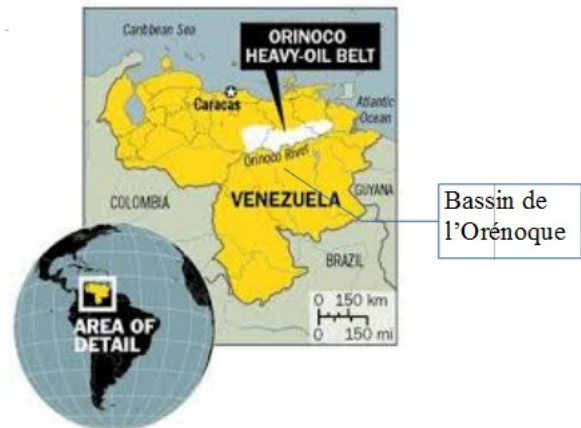 Caribbean Sea
ORINOCO
HEAVY-OIL BELT
Caracas
Atlantic
Ocean
Orinoco River
VENEZUELA
GUYANA
COLOMBIA
BRAZIL
Bassin de
l’Orénoque
0 150 km
0 150 mi
AREA OF
DETAIL